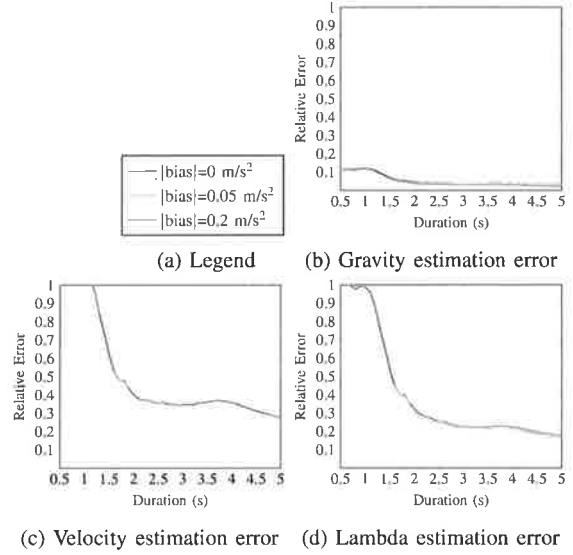 1
0.9
0.8
0.7
0.6
0.5
0.4
0.3
0.2
0.1
Relative Error
0.5 1 1.5 2 2.5 3 3.5 4 4.5 5
Duration (s)
|bias|=0 m/s²
|bias|=0.05 m/s²
|bias|=0.2 m/s²
(a) Legend
(b) Gravity estimation error
1
0.9
0.8
0.7
0.6
0.5
0.4
0.3
0.2
0.1
Relative Error
0.5 1 1.5 2 2.5 3 3.5 4 4.5 5
Duration (s)
(c) Velocity estimation error
1
0.9
0.8
0.7
0.6
0.5
0.4
0.3
0.2
0.1
Relative Error
0.5 1 1.5 2 2.5 3 3.5 4 4.5 5
Duration (s)
(d) Lambda estimation error